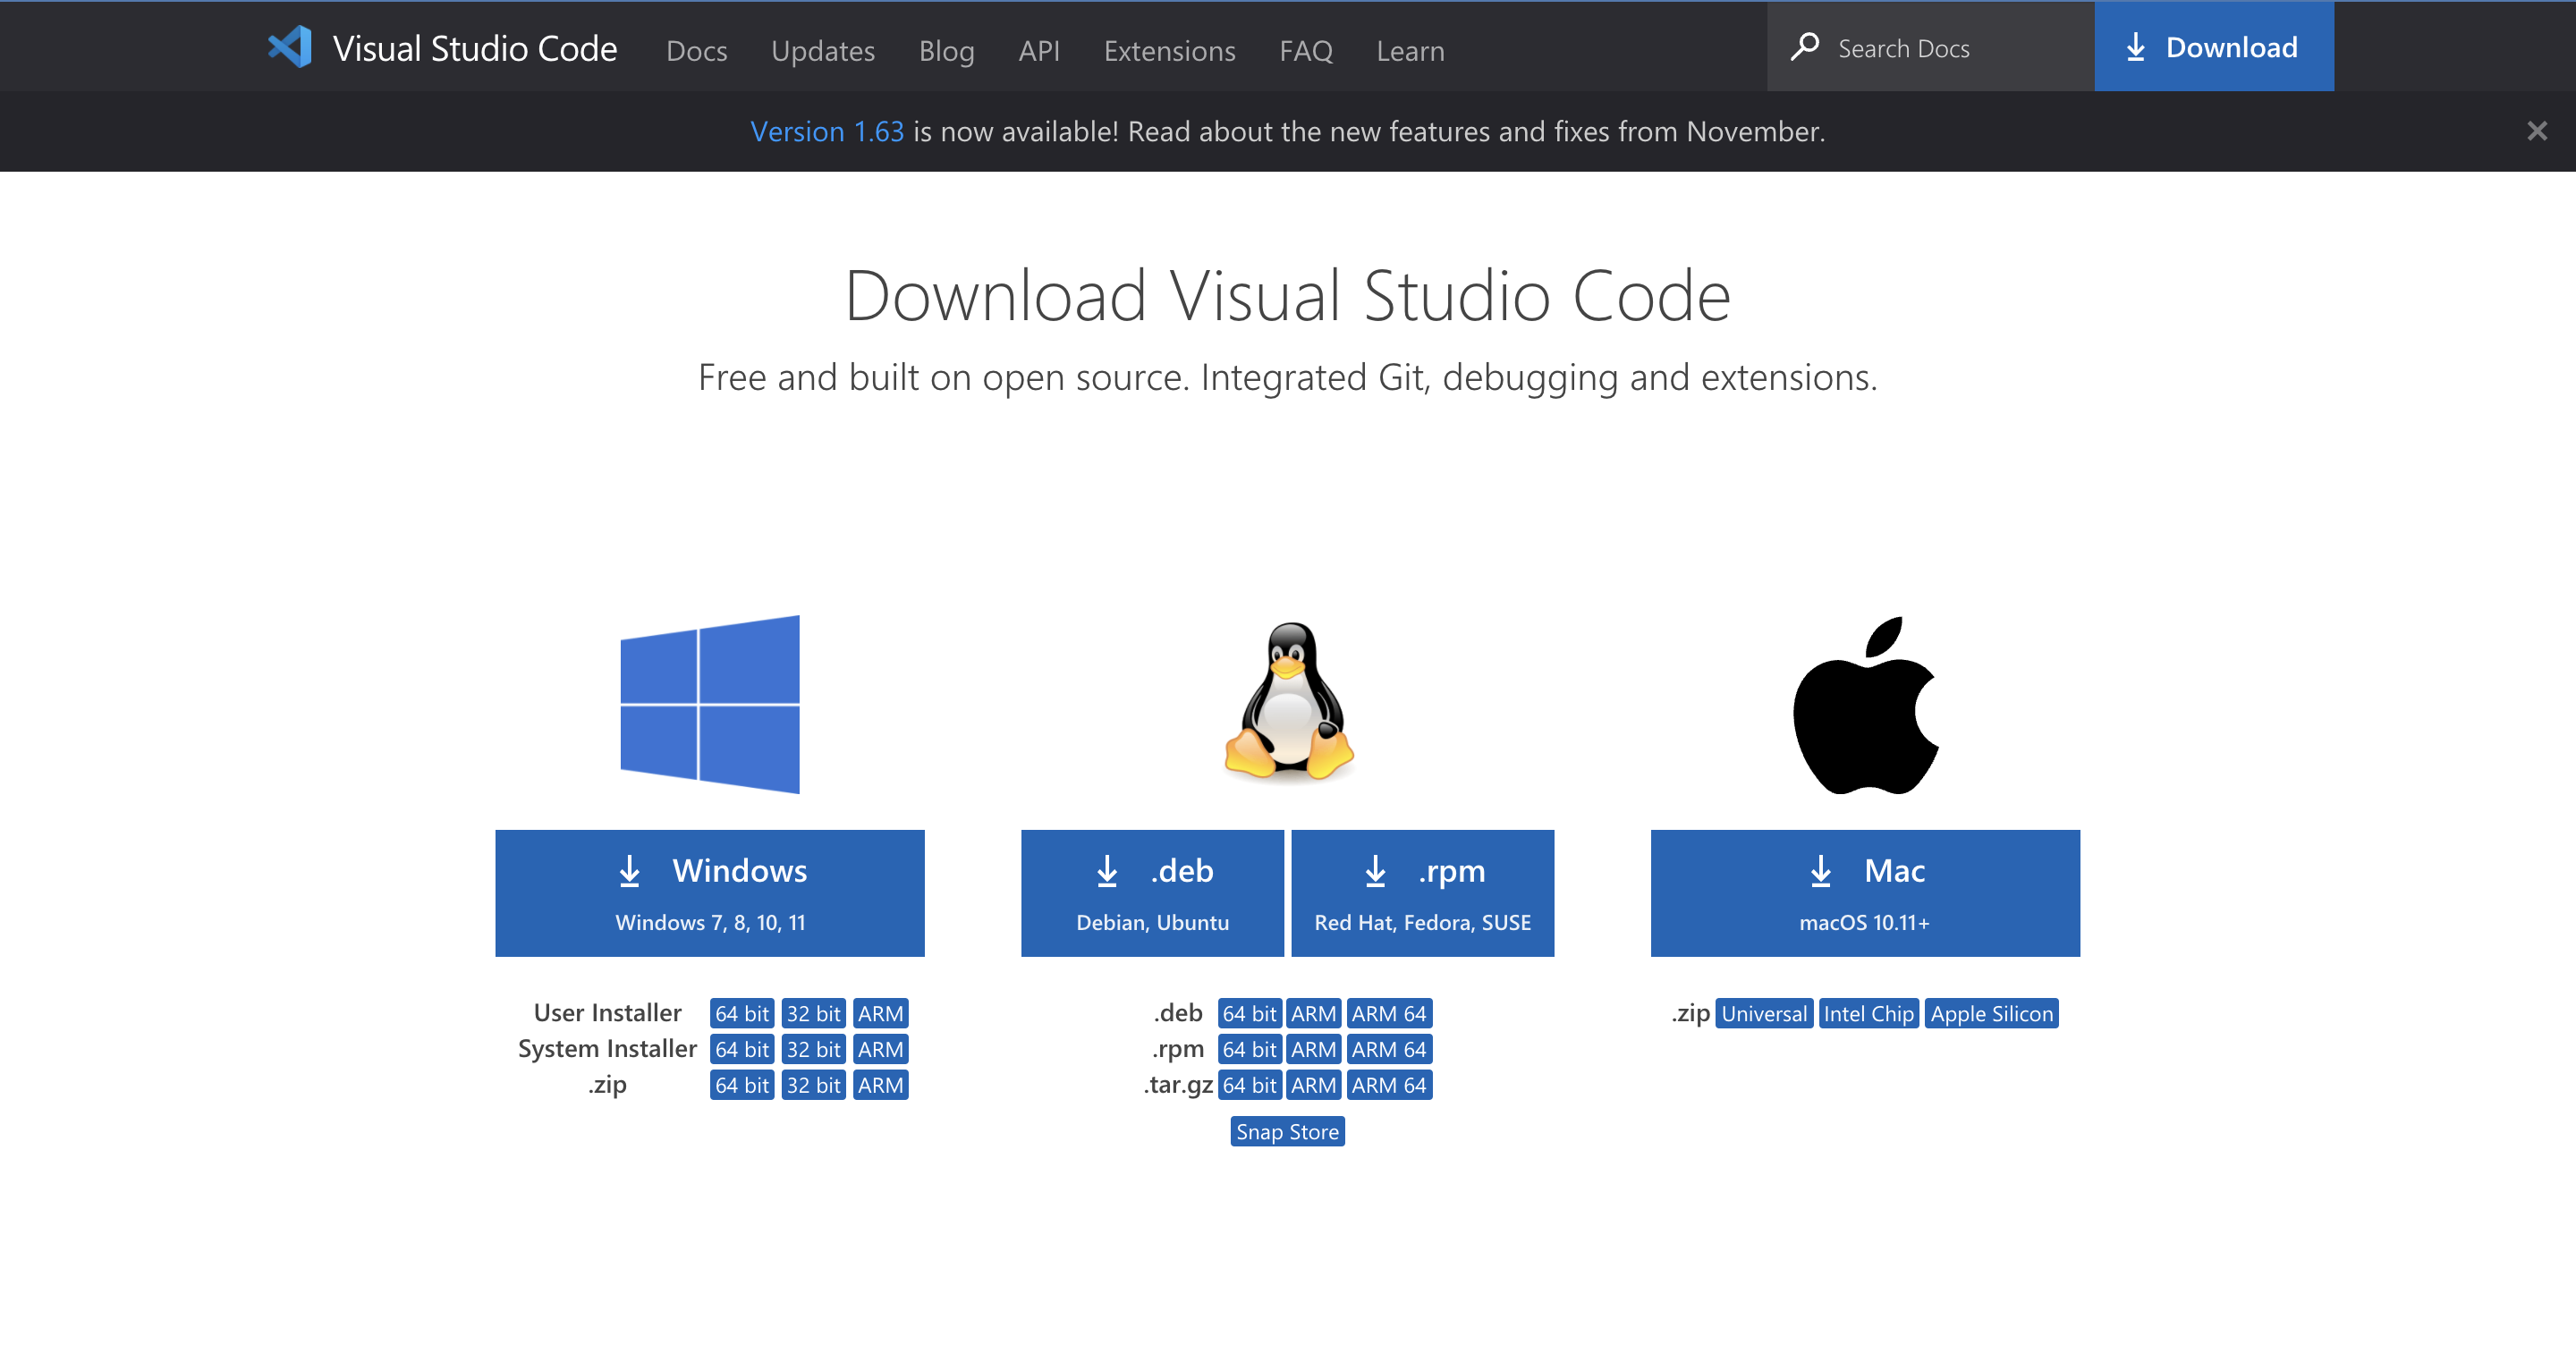 Visual Studio Code Docs Updates Blog API Extensions FAQ Learn Search Docs Download
Version 1.63 is now available! Read about the new features and fixes from November.
Download Visual Studio Code
Free and built on open source. Integrated Git, debugging and extensions.
Windows
Windows 7, 8, 10, 11
User Installer 64 bit 32 bit ARM
System Installer 64 bit 32 bit ARM
.zip 64 bit 32 bit ARM
.deb
Debian, Ubuntu
.rpm
Red Hat, Fedora, SUSE
.deb 64 bit ARM ARM 64
.rpm 64 bit ARM ARM 64
.tar.gz 64 bit ARM ARM 64
Snap Store
Mac
macOS 10.11+
.zip Universal Intel Chip Apple Silicon